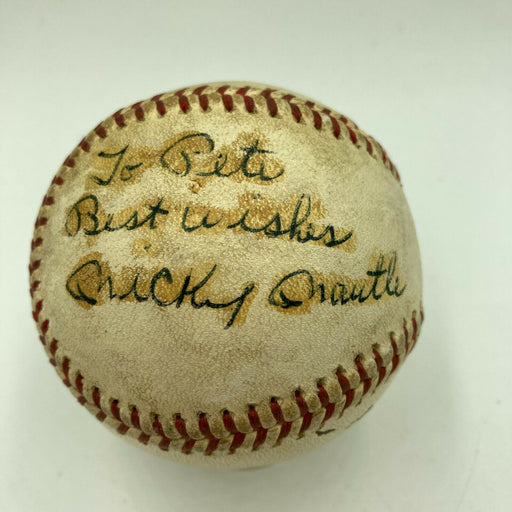 To Pete
Best Wishes
Mickey Mantle